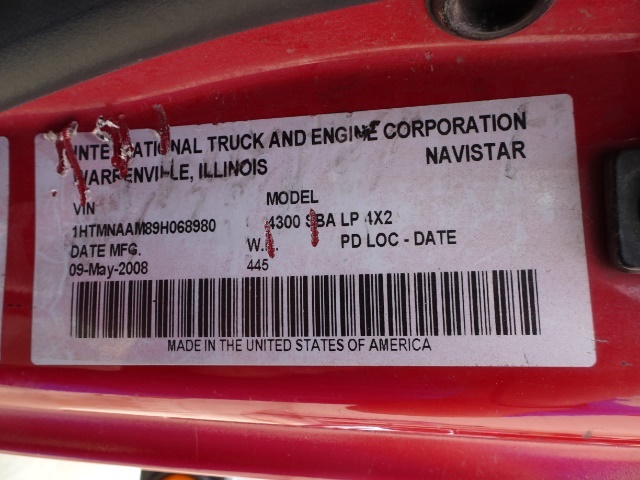 INTERNATIONAL TRUCK AND ENGINE CORPORATION
WARRENVILLE, ILLINOIS NAVISTAR
VIN MODEL
1HTMNAAM89H068980 4300 SBA LP 4X2
DATE MFG. W.B. PD LOC - DATE
09-May-2008 445
MADE IN THE UNITED STATES OF AMERICA